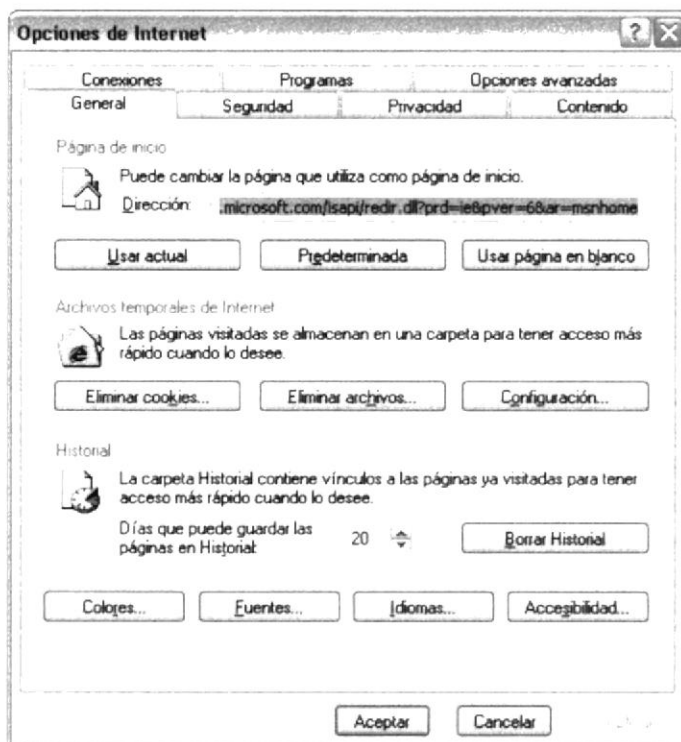 Opciones de Internet
Conexiones Programas Opciones avanzadas
General Seguridad Privacidad Contenido
Página de inicio
Puede cambiar la página que utiliza como página de inicio.
Dirección: .microsoft.com/isapi/redir.dll?prd=ie&pver=6&ar=msnhome
Usar actual Predeterminada Usar página en blanco
Archivos temporales de Internet
Las páginas visitadas se almacenan en una carpeta para tener acceso más
rápido cuando lo desee.
Eliminar cookies... Eliminar archivos... Configuración...
Historial
La carpeta Historial contiene vínculos a las páginas ya visitadas para tener
acceso más rápido cuando lo desee.
Días que puede guardar las
páginas en Historial: 20 Borrar Historial
Colores... Fuentes... Idiomas... Accesibilidad...
Aceptar Cancelar